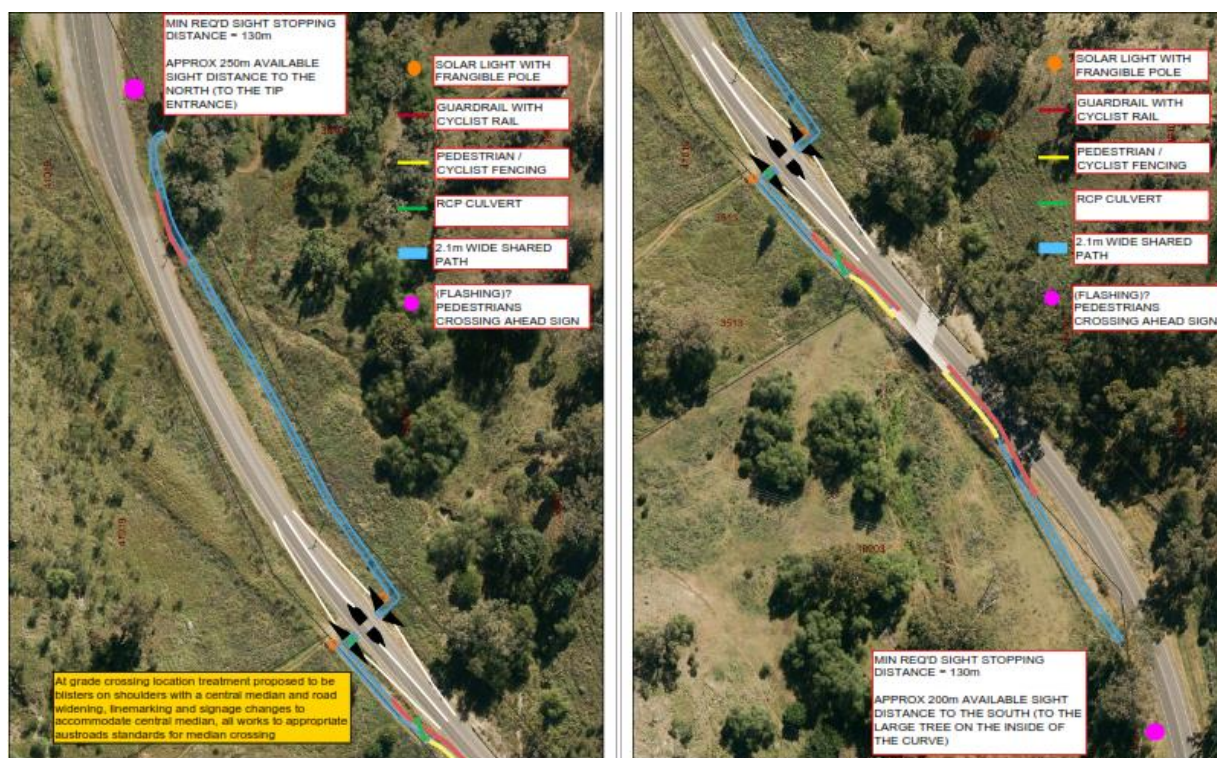 MIN REQ'D SIGHT STOPPING
DISTANCE = 130m
APPROX 250m AVAILABLE
SIGHT DISTANCE TO THE
NORTH (TO THE TIP
ENTRANCE)
SOLAR LIGHT WITH
FRANGIBLE POLE
GUARDRAIL WITH
CYCLIST RAIL
PEDESTRIAN /
CYCLIST FENCING
RCP CULVERT
2.1m WIDE SHARED
PATH
(FLASHING)?
PEDESTRIANS
CROSSING AHEAD SIGN
At grade crossing location treatment proposed to be
blisters on shoulders with a central median and road
widening, linemarking and signage changes to
accommodate central median, all works to appropriate
austroads standards for median crossing
SOLAR LIGHT WITH
FRANGIBLE POLE
GUARDRAIL WITH
CYCLIST RAIL
PEDESTRIAN /
CYCLIST FENCING
RCP CULVERT
2.1m WIDE SHARED
PATH
(FLASHING)?
PEDESTRIANS
CROSSING AHEAD SIGN
MIN REQ'D SIGHT STOPPING
DISTANCE = 130m
APPROX 200m AVAILABLE SIGHT
DISTANCE TO THE SOUTH (TO THE
LARGE TREE ON THE INSIDE OF
THE CURVE)